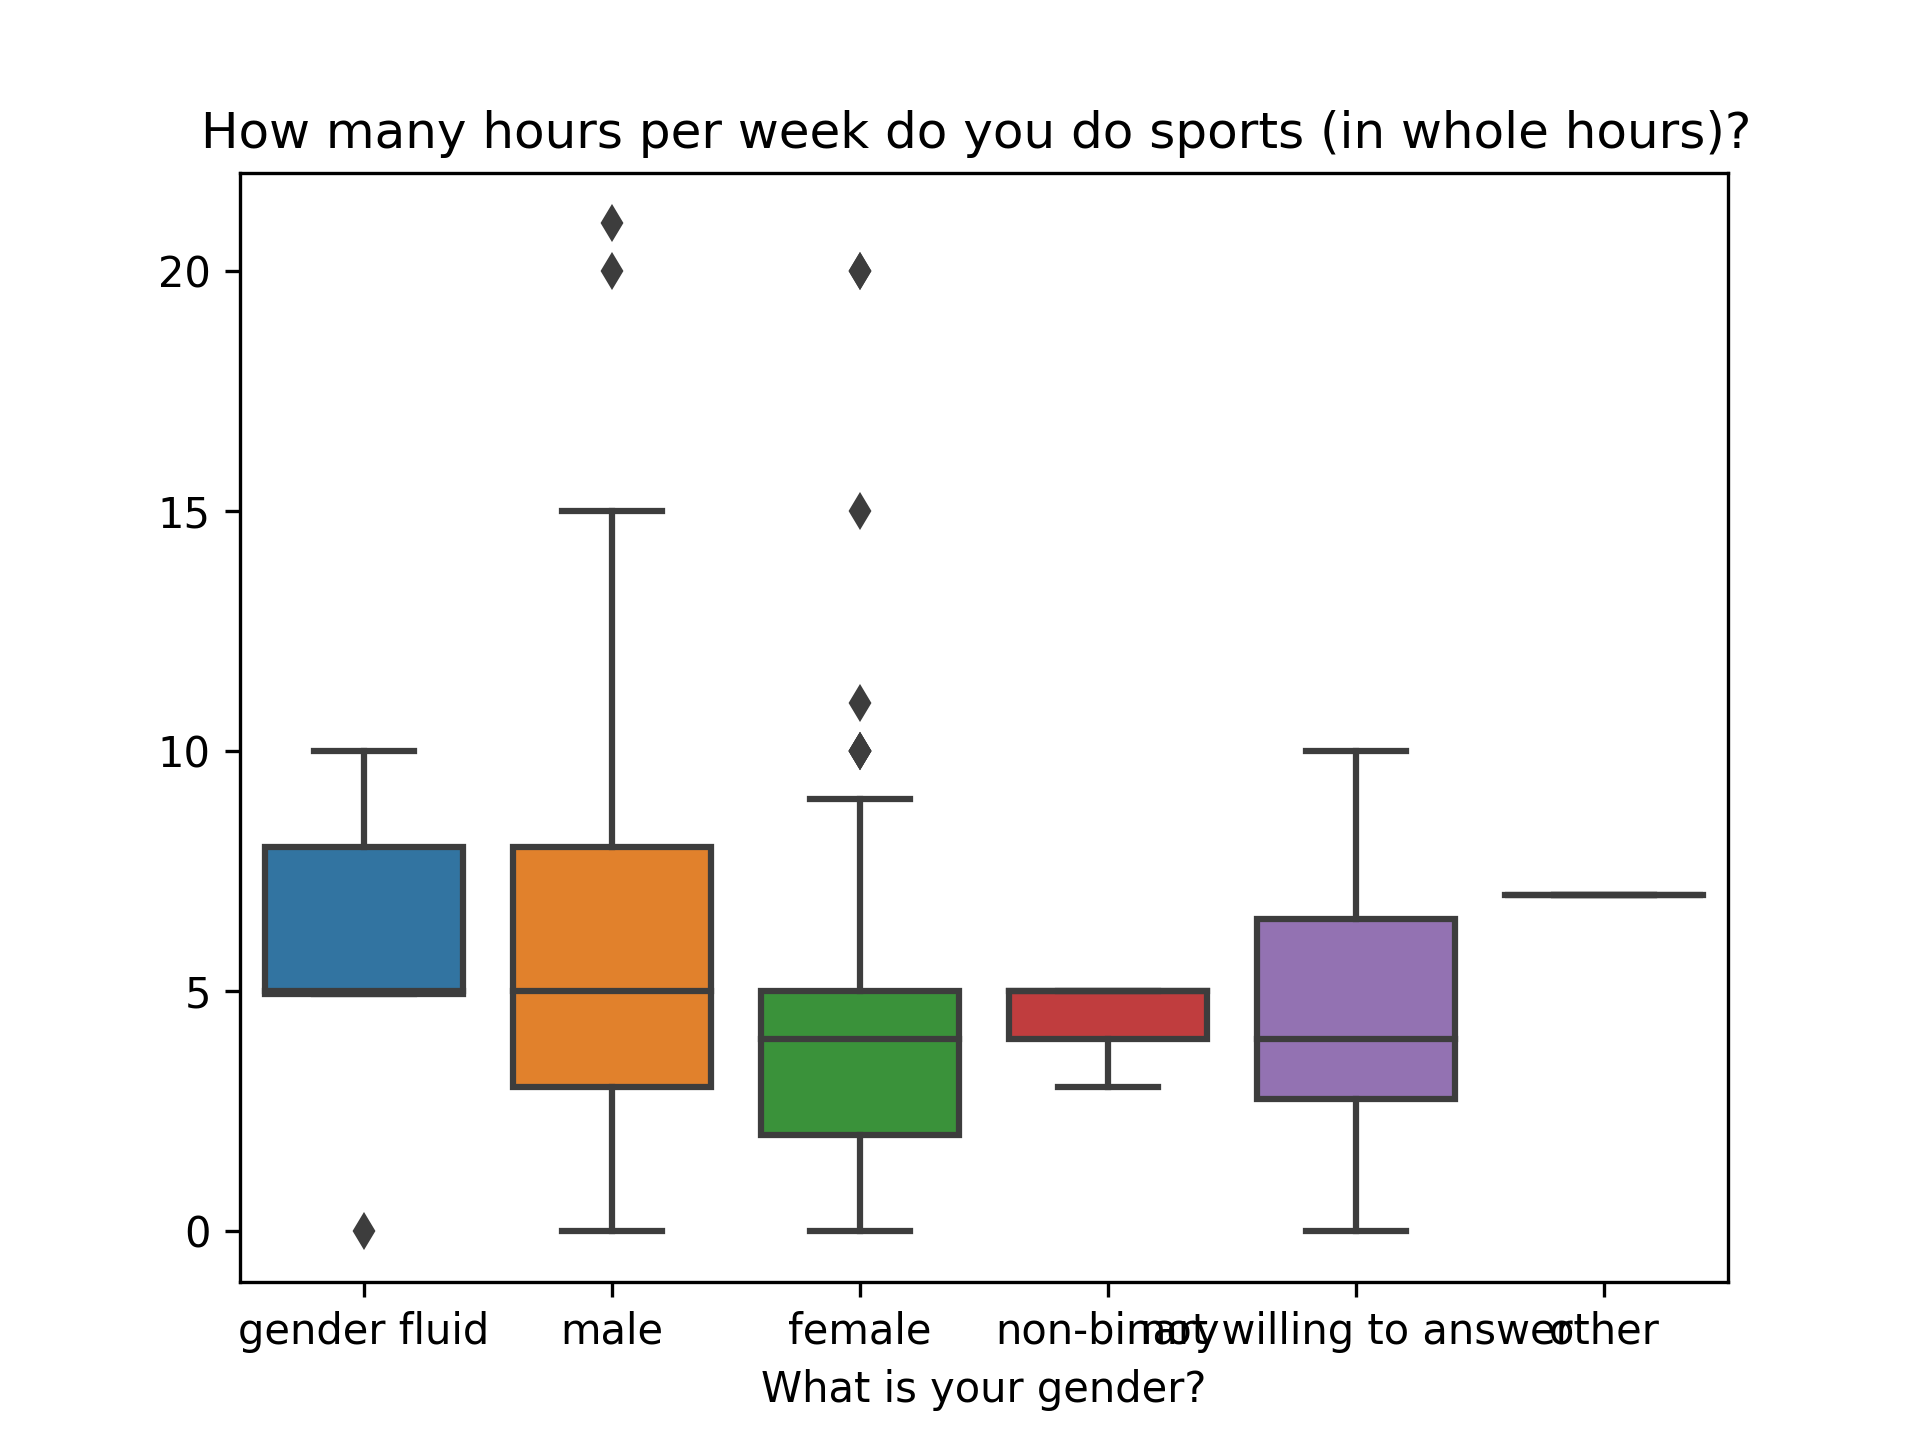 How many hours per week do you do sports (in whole hours)?
20
15
10
5
0
gender fluid male female non-binary not willing to answer other
What is your gender?